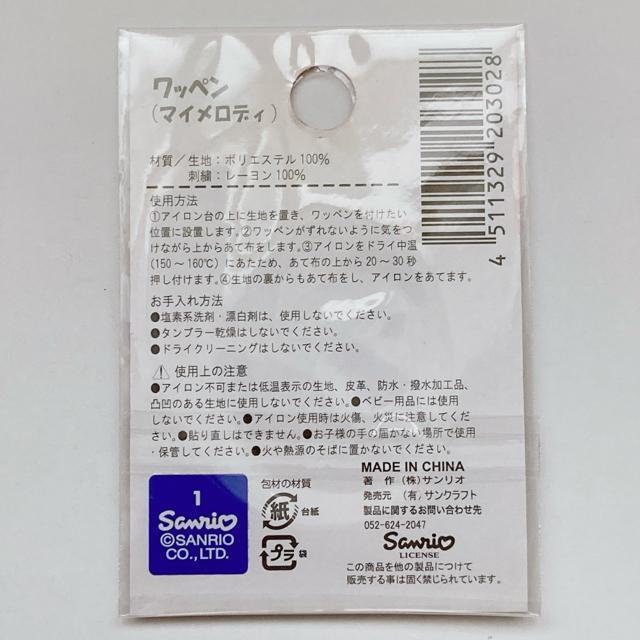 ワッペン
(マイメロディ)
材質／生地：ポリエステル100%
刺繍：レーヨン100%
使用方法
①アイロン台の上に生地を置き、ワッペンを付けたい
位置に設置します。②ワッペンがずれないように気をつ
けながら上からあて布をします。③アイロンをドライ中温
(150～160℃)にあたため、あて布の上から20～30秒
押し付けます。④生地の裏からもあて布をし、アイロンをあてます。
お手入れ方法
●塩素系洗剤・漂白剤は、使用しないでください。
●タンブラー乾燥はしないでください。
●ドライクリーニングはしないでください。
⚠ 使用上の注意
●アイロン不可または低温表示の生地、皮革、防水・撥水加工品、
凸凹のある生地に使用しないでください。●ベビー用品には使用
しないでください。●アイロン使用時は火傷、火災に注意してくだ
さい。●貼り直しはできません。●お子様の手の届かない場所で使用
・保管してください。●火や熱源のそばに置かないでください。
4511329203028
1
Sanrio
©SANRIO
CO.,LTD.
包材の材質
紙 台紙
プラ 袋
MADE IN CHINA
著 作 (株)サンリオ
発売元 (有)サンクラフト
製品に関するお問い合わせ先
052-624-2047
Sanrio
LICENSE
この商品を他の製品につけて
販売する事は固く禁じられています。